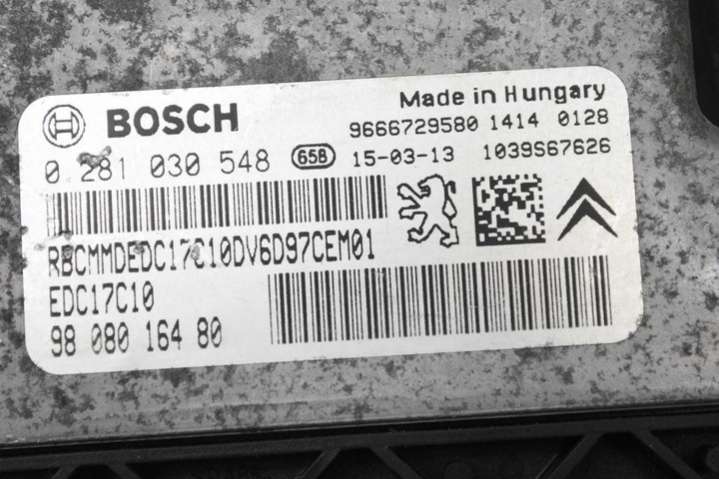 BOSCH
Made in Hungary
9666729580 1414 0128
0 281 030 548 65B 15-03-13 1039S67626
RBCMMDEDC17C10DV6D97CEM01
EDC17C10
98 080 164 80